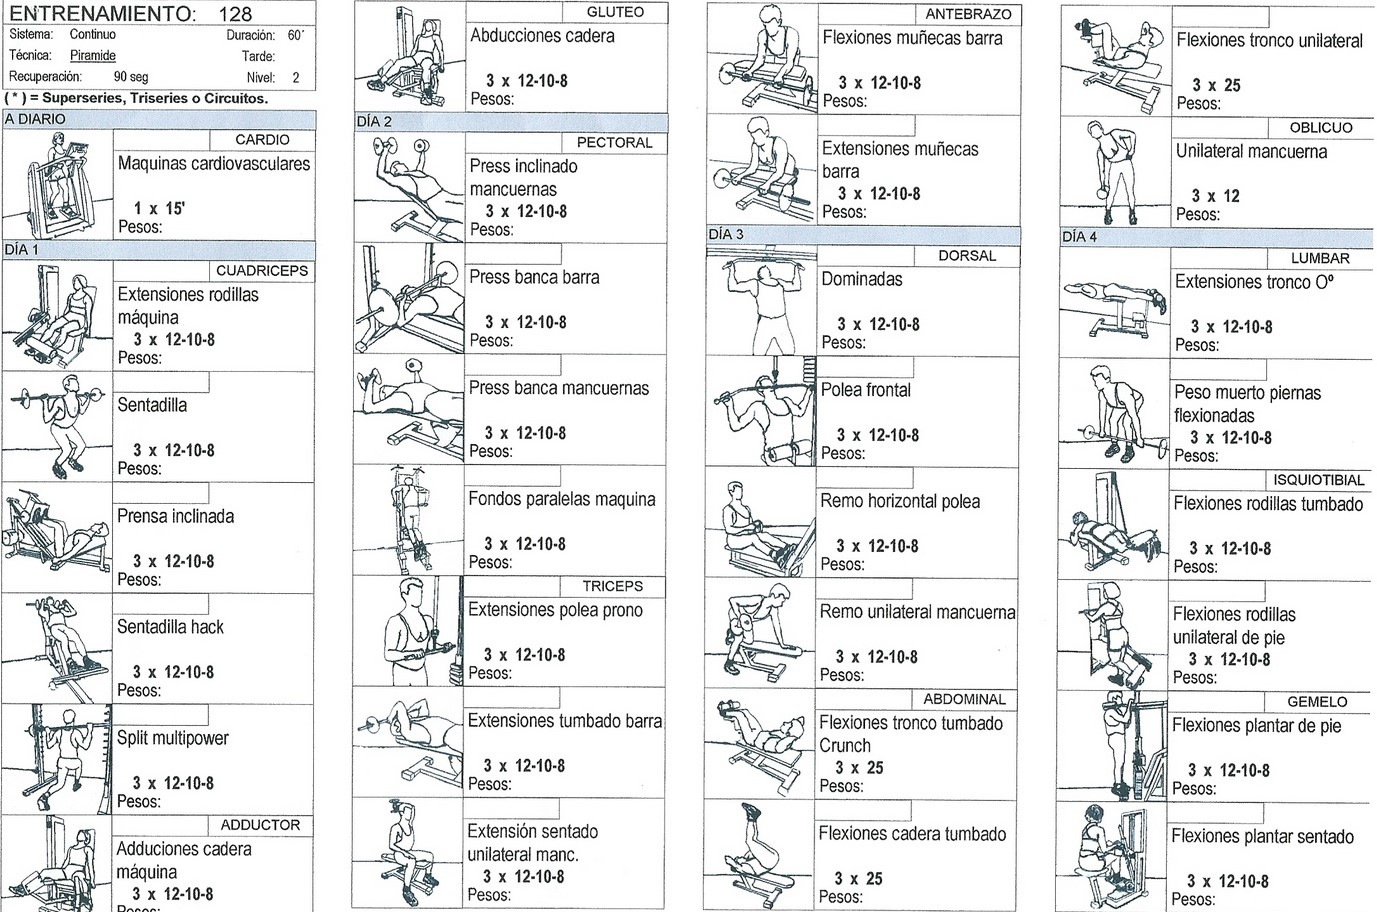 ENTRENAMIENTO: 128
Sistema: Continuo Duración: 60´
Técnica: Piramide Tarde:
Recuperación: 90 seg Nivel: 2
( * ) = Superseries, Triseries o Circuitos.
A DIARIO
CARDIO
Maquinas cardiovasculares
1 x 15'
Pesos:
DÍA 1
CUADRICEPS
Extensiones rodillas
máquina
3 x 12-10-8
Pesos:
Sentadilla
3 x 12-10-8
Pesos:
Prensa inclinada
3 x 12-10-8
Pesos:
Sentadilla hack
3 x 12-10-8
Pesos:
Split multipower
3 x 12-10-8
Pesos:
ADDUCTOR
Adduciones cadera
máquina
3 x 12-10-8
Pesos:
GLUTEO
Abducciones cadera
3 x 12-10-8
Pesos:
DÍA 2
PECTORAL
Press inclinado
mancuernas
3 x 12-10-8
Pesos:
Press banca barra
3 x 12-10-8
Pesos:
Press banca mancuernas
3 x 12-10-8
Pesos:
Fondos paralelas maquina
3 x 12-10-8
Pesos:
TRICEPS
Extensiones polea prono
3 x 12-10-8
Pesos:
Extensiones tumbado barra
3 x 12-10-8
Pesos:
Extensión sentado
unilateral manc.
3 x 12-10-8
Pesos:
ANTEBRAZO
Flexiones muñecas barra
3 x 12-10-8
Pesos:
Extensiones muñecas
barra
3 x 12-10-8
Pesos:
DÍA 3
DORSAL
Dominadas
3 x 12-10-8
Pesos:
Polea frontal
3 x 12-10-8
Pesos:
Remo horizontal polea
3 x 12-10-8
Pesos:
Remo unilateral mancuerna
3 x 12-10-8
Pesos:
ABDOMINAL
Flexiones tronco tumbado
Crunch
3 x 25
Pesos:
Flexiones cadera tumbado
3 x 25
Pesos:
Flexiones tronco unilateral
3 x 25
Pesos:
OBLICUO
Unilateral mancuerna
3 x 12
Pesos:
DÍA 4
LUMBAR
Extensiones tronco Oº
3 x 12-10-8
Pesos:
Peso muerto piernas
flexionadas
3 x 12-10-8
Pesos:
ISQUIOTIBIAL
Flexiones rodillas tumbado
3 x 12-10-8
Pesos:
Flexiones rodillas
unilateral de pie
3 x 12-10-8
Pesos:
GEMELO
Flexiones plantar de pie
3 x 12-10-8
Pesos:
Flexiones plantar sentado
3 x 12-10-8
Pesos: